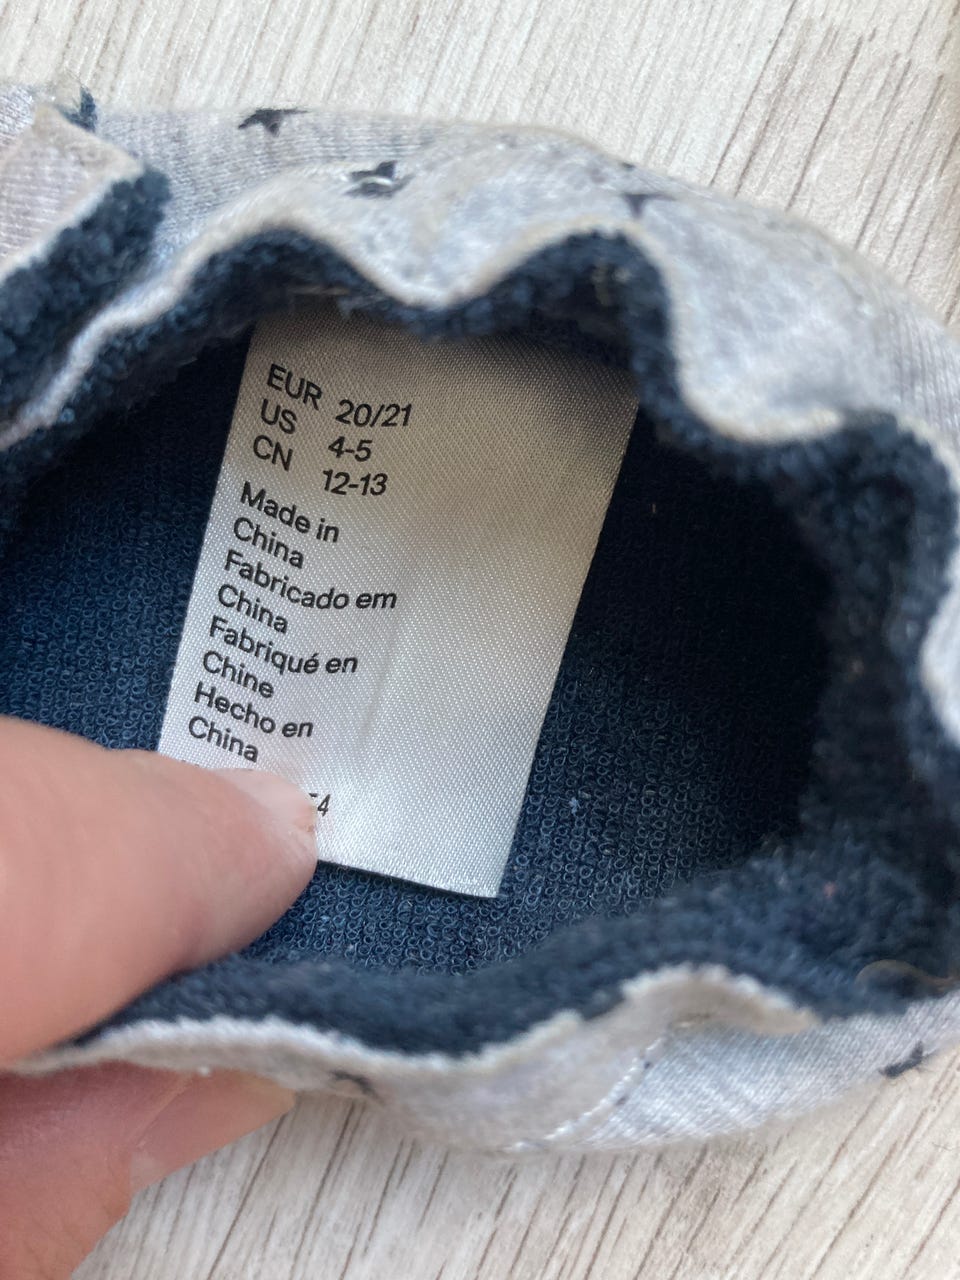 EUR 20/21
US 4-5
CN 12-13
Made in
China
Fabricado em
China
Fabriqué en
Chine
Hecho en
China